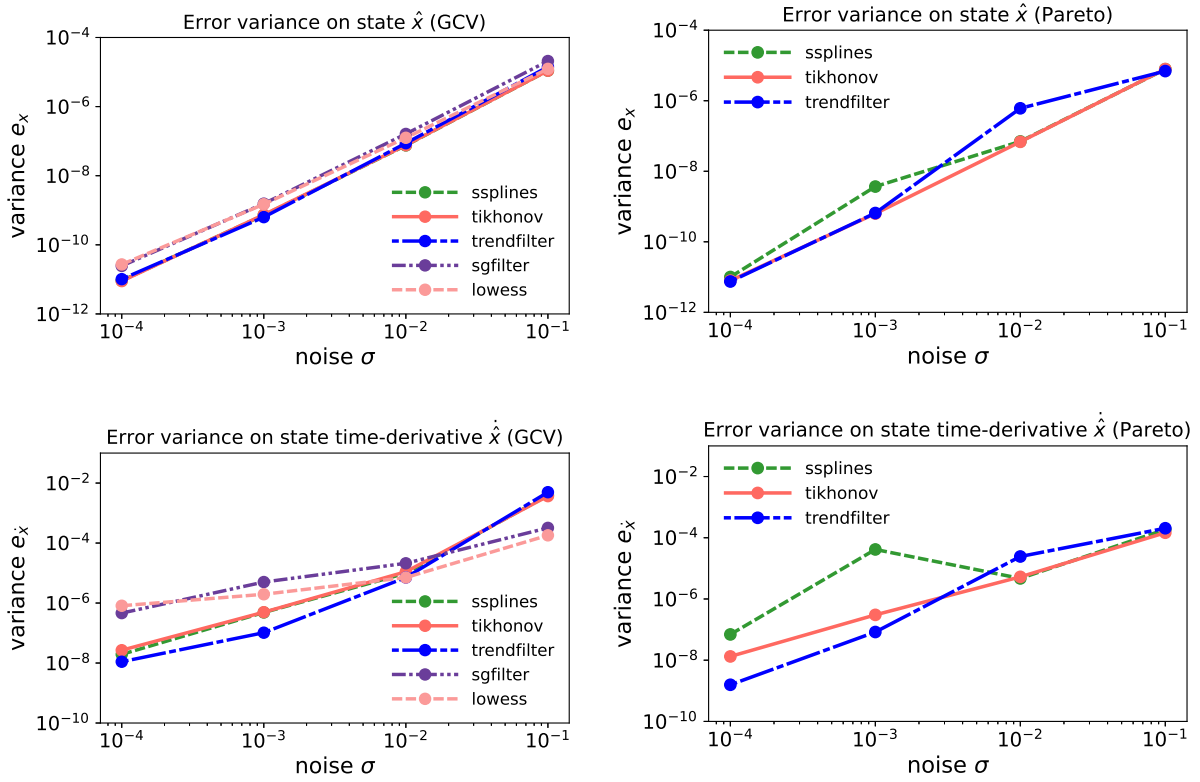 Error variance on state x̂ (GCV)
10⁻⁴
10⁻⁶
10⁻⁸
10⁻¹⁰
10⁻¹²
variance eₓ
ssplines
tikhonov
trendfilter
sgfilter
lowess
10⁻⁴ 10⁻³ 10⁻² 10⁻¹
noise σ
Error variance on state x̂ (Pareto)
10⁻⁴
10⁻⁶
10⁻⁸
10⁻¹⁰
10⁻¹²
variance eₓ
ssplines
tikhonov
trendfilter
10⁻⁴ 10⁻³ 10⁻² 10⁻¹
noise σ
Error variance on state time-derivative x̂̇ (GCV)
10⁻²
10⁻⁴
10⁻⁶
10⁻⁸
10⁻¹⁰
variance eₓ̇
ssplines
tikhonov
trendfilter
sgfilter
lowess
10⁻⁴ 10⁻³ 10⁻² 10⁻¹
noise σ
Error variance on state time-derivative x̂̇ (Pareto)
10⁻²
10⁻⁴
10⁻⁶
10⁻⁸
10⁻¹⁰
variance eₓ̇
ssplines
tikhonov
trendfilter
10⁻⁴ 10⁻³ 10⁻² 10⁻¹
noise σ